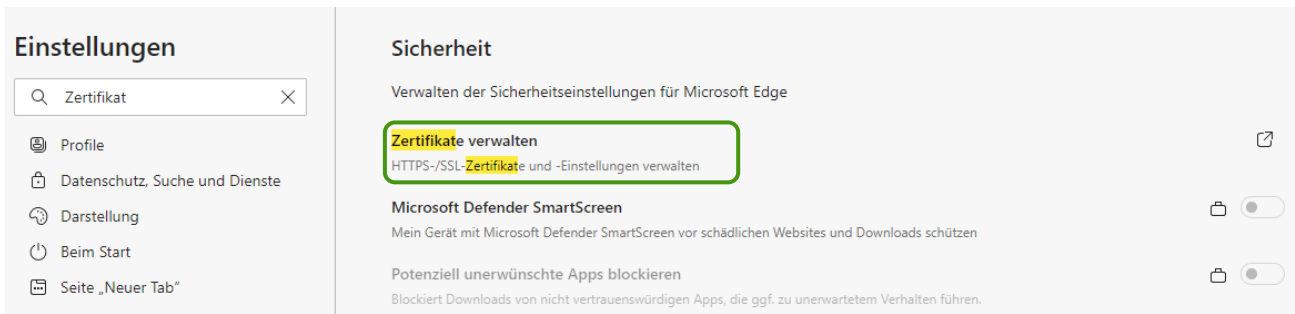 Einstellungen
Zertifikat
Profile
Datenschutz, Suche und Dienste
Darstellung
Beim Start
Seite „Neuer Tab“
Sicherheit
Verwalten der Sicherheitseinstellungen für Microsoft Edge
Zertifikate verwalten
HTTPS-/SSL-Zertifikate und -Einstellungen verwalten
Microsoft Defender SmartScreen
Mein Gerät mit Microsoft Defender SmartScreen vor schädlichen Websites und Downloads schützen
Potenziell unerwünschte Apps blockieren
Blockiert Downloads von nicht vertrauenswürdigen Apps, die ggf. zu unerwartetem Verhalten führen.